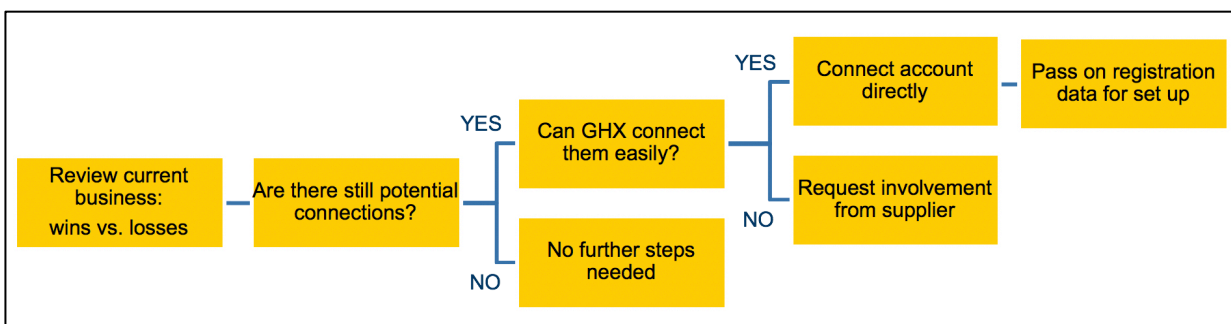 Review current
business:
wins vs. losses
Are there still potential
connections?
YES
Can GHX connect
them easily?
NO
No further steps
needed
YES
Connect account
directly
Pass on registration
data for set up
NO
Request involvement
from supplier